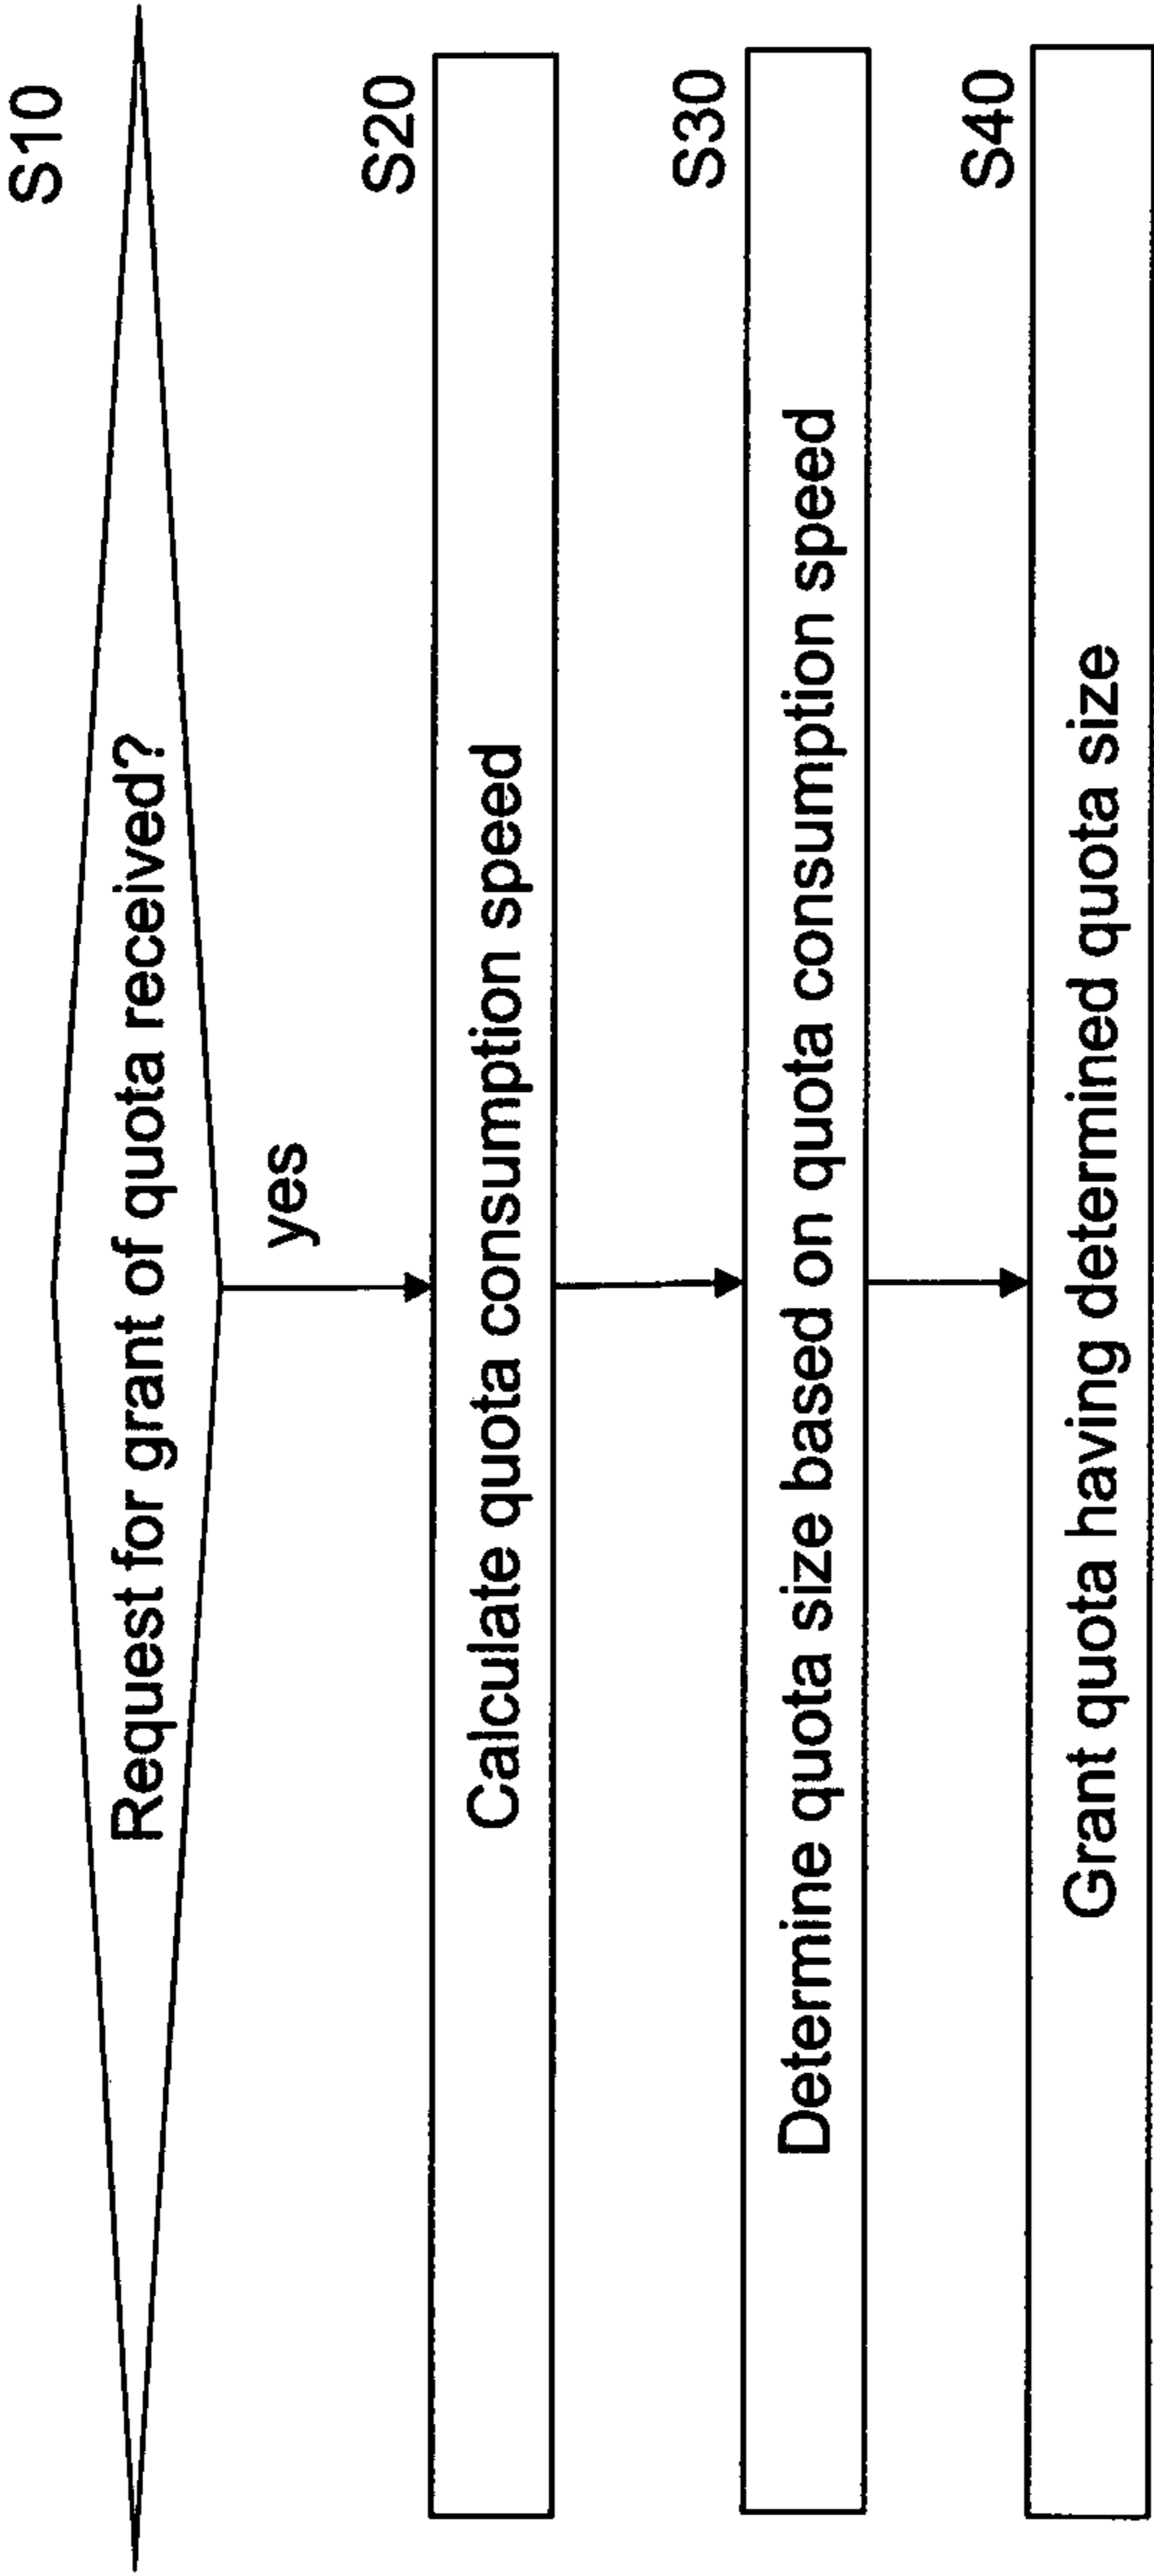 S10
Request for grant of quota received?
yes
S20
Calculate quota consumption speed
S30
Determine quota size based on quota consumption speed
S40
Grant quota having determined quota size